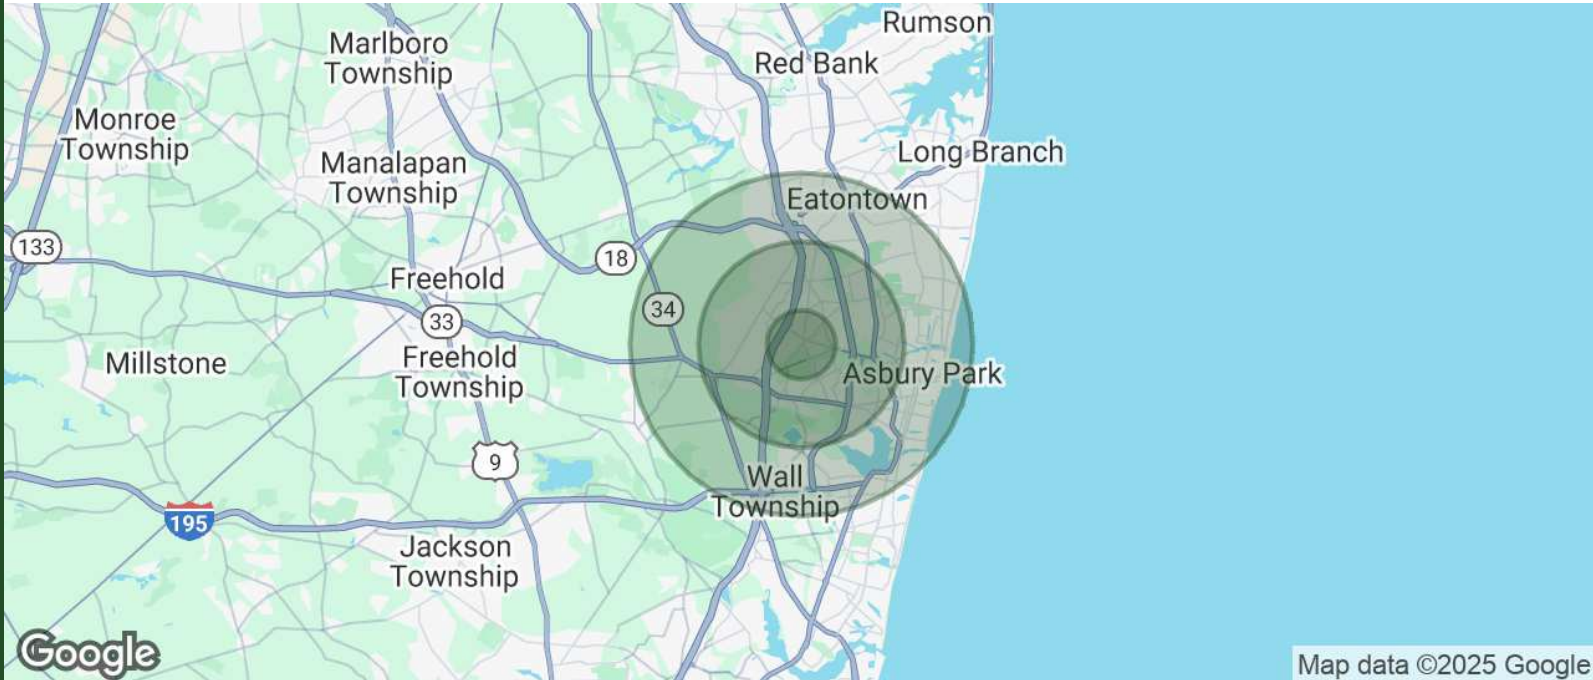 Rumson
Marlboro
Township
Red Bank
Monroe
Township
Manalapan
Township
Long Branch
Eatontown
133
18
Freehold
34
33
Millstone
Freehold
Township
Asbury Park
9
Wall
Township
195
Jackson
Township
Google
Map data ©2025 Google